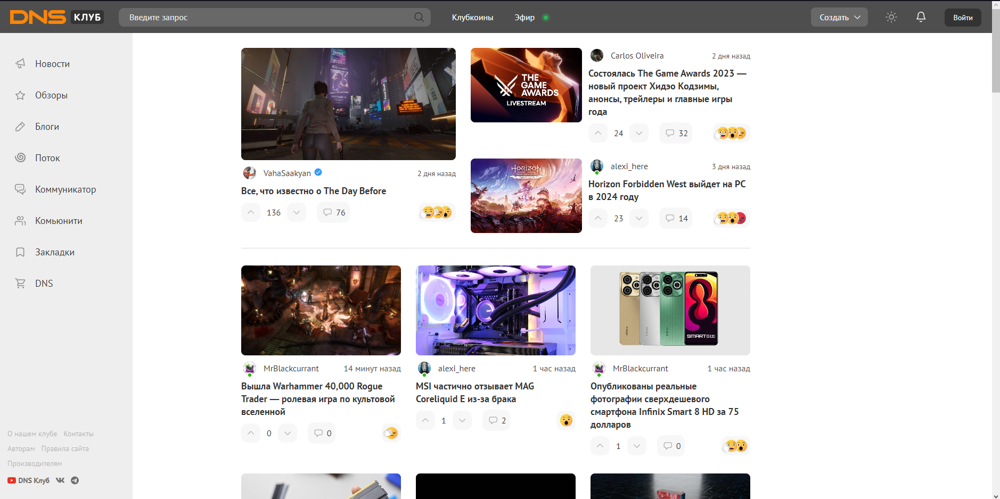 DNS КЛУБ
Введите запрос
Клубкоины
Эфир
Создать
Войти
Новости
Обзоры
Блоги
Поток
Коммуникатор
Комьюнити
Закладки
DNS
О нашем клубе Контакты
Авторам Правила сайта
Производителям
DNS Клуб
VahaSaakyan
2 дня назад
Все, что известно о The Day Before
136
76
THE
GAME
AWARDS
LIVESTREAM
Carlos Oliveira
2 дня назад
Состоялась The Game Awards 2023 —
новый проект Хидэо Кодзимы,
анонсы, трейлеры и главные игры
года
24
32
HORIZON
alexi_here
3 дня назад
Horizon Forbidden West выйдет на PC
в 2024 году
23
14
MrBlackcurrant
14 минут назад
Вышла Warhammer 40,000 Rogue
Trader — ролевая игра по культовой
вселенной
0
0
alexi_here
1 час назад
MSI частично отзывает MAG
Coreliquid E из-за брака
1
2
Infinix
Infinix
SMART 8 HD
MrBlackcurrant
1 час назад
Опубликованы реальные
фотографии сверхдешевого
смартфона Infinix Smart 8 HD за 75
долларов
1
0